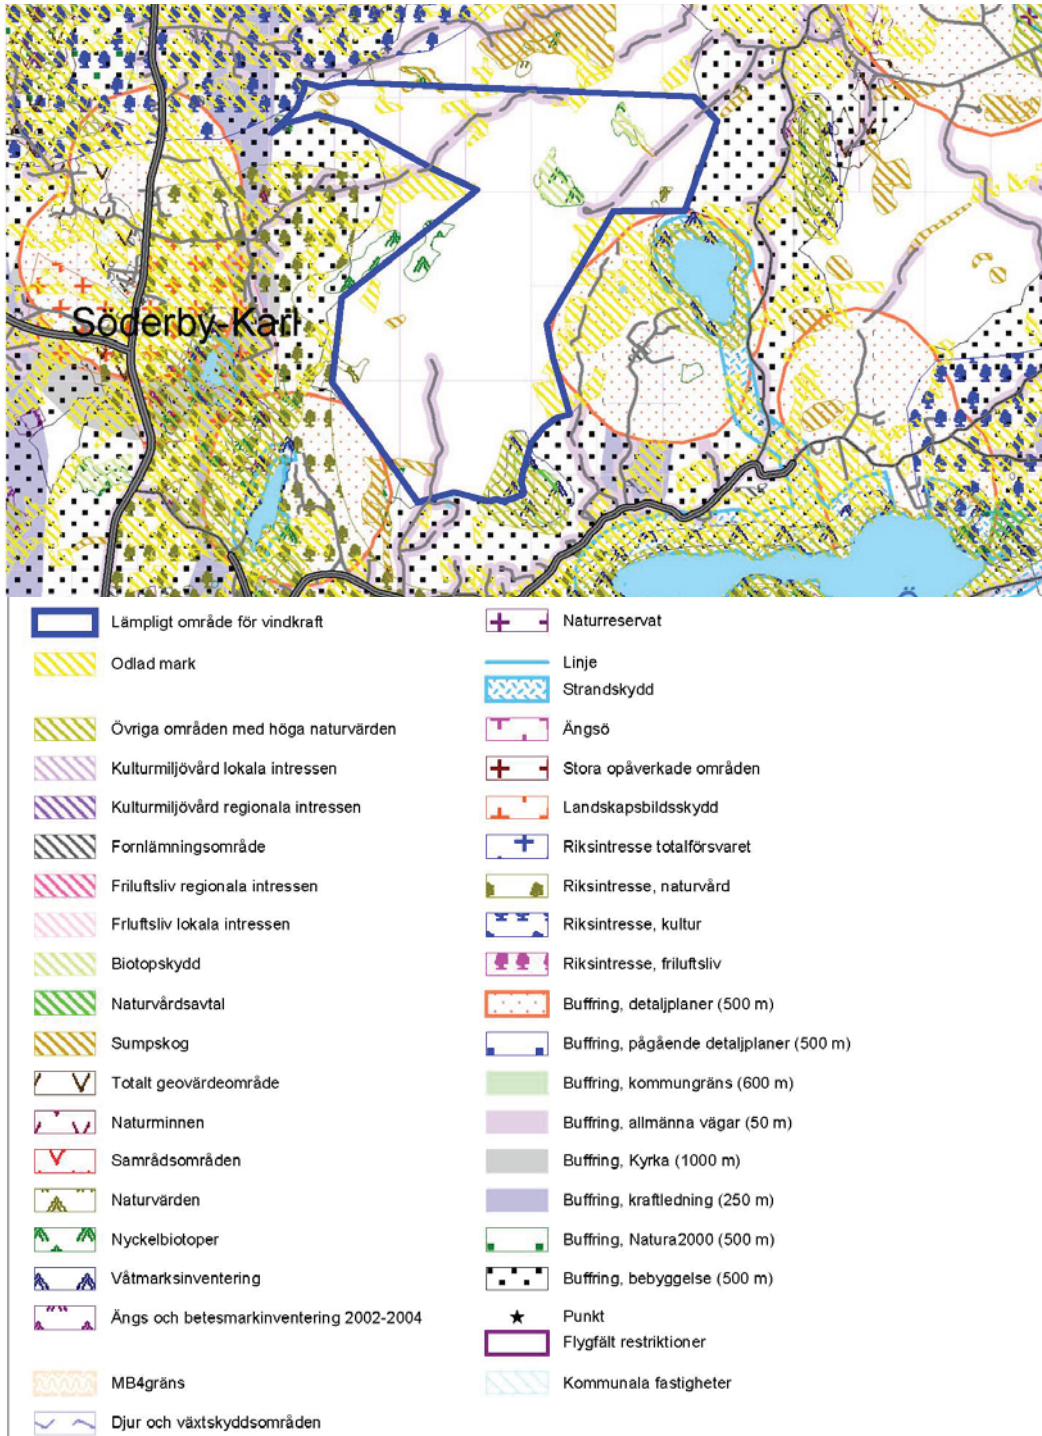 Söderby-Karl
Lämpligt område för vindkraft
Odlad mark
Övriga områden med höga naturvärden
Kulturmiljövård lokala intressen
Kulturmiljövård regionala intressen
Fornlämningsområde
Friluftsliv regionala intressen
Frluftsliv lokala intressen
Biotopskydd
Naturvårdsavtal
Sumpskog
Totalt geovärdeområde
Naturminnen
Samrådsområden
Naturvärden
Nyckelbiotoper
Våtmarksinventering
Ängs och betesmarkinventering 2002-2004
MB4gräns
Djur och växtskyddsområden
Naturreservat
Linje
Strandskydd
Ängsö
Stora opåverkade områden
Landskapsbildsskydd
Riksintresse totalförsvaret
Riksintresse, naturvård
Riksintresse, kultur
Riksintresse, friluftsliv
Buffring, detaljplaner (500 m)
Buffring, pågående detaljplaner (500 m)
Buffring, kommungräns (600 m)
Buffring, allmänna vägar (50 m)
Buffring, Kyrka (1000 m)
Buffring, kraftledning (250 m)
Buffring, Natura2000 (500 m)
Buffring, bebyggelse (500 m)
Punkt
Flygfält restriktioner
Kommunala fastigheter